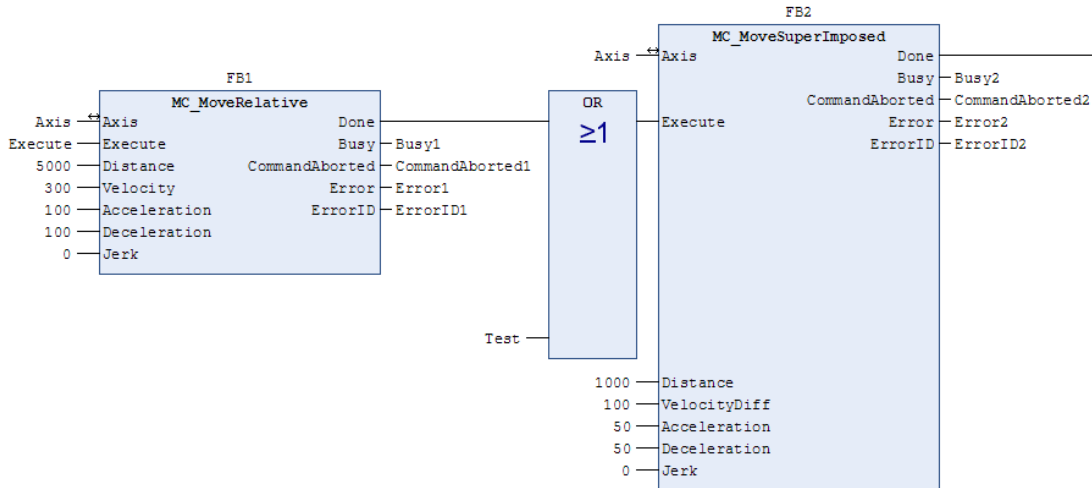 FB2
MC_MoveSuperImposed
Axis Axis Done
Busy Busy2
FB1
MC_MoveRelative OR CommandAborted CommandAborted2
Axis Axis Done ≥1 Execute Error Error2
Execute Execute Busy Busy1 ErrorID ErrorID2
5000 Distance CommandAborted CommandAborted1
300 Velocity Error Error1
100 Acceleration ErrorID ErrorID1
100 Deceleration
0 Jerk
Test
1000 Distance
100 VelocityDiff
50 Acceleration
50 Deceleration
0 Jerk